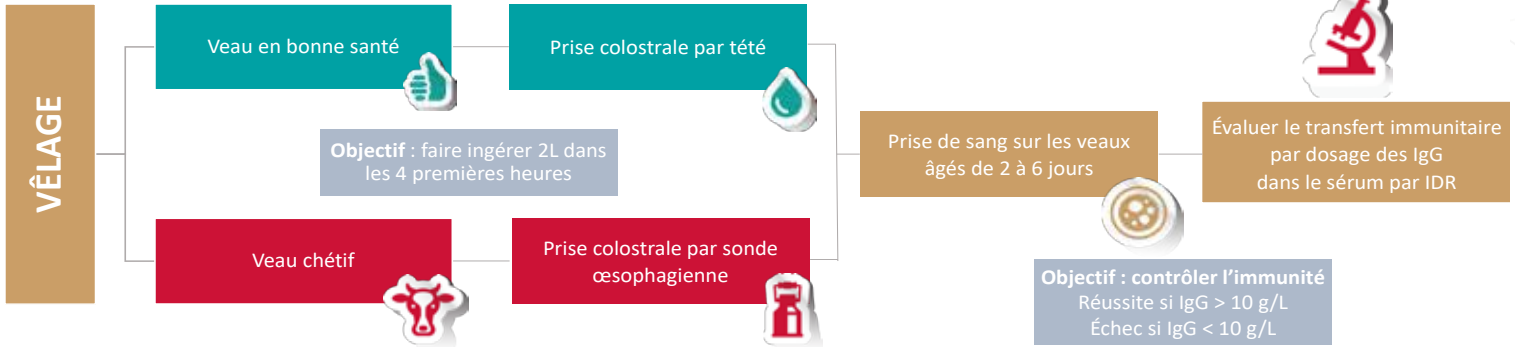 VÊLAGE
Veau en bonne santé
Prise colostrale par tété
Objectif : faire ingérer 2L dans
les 4 premières heures
Veau chétif
Prise colostrale par sonde
œsophagienne
Prise de sang sur les veaux
âgés de 2 à 6 jours
Évaluer le transfert immunitaire
par dosage des IgG
dans le sérum par IDR
Objectif : contrôler l’immunité
Réussite si IgG > 10 g/L
Échec si IgG < 10 g/L